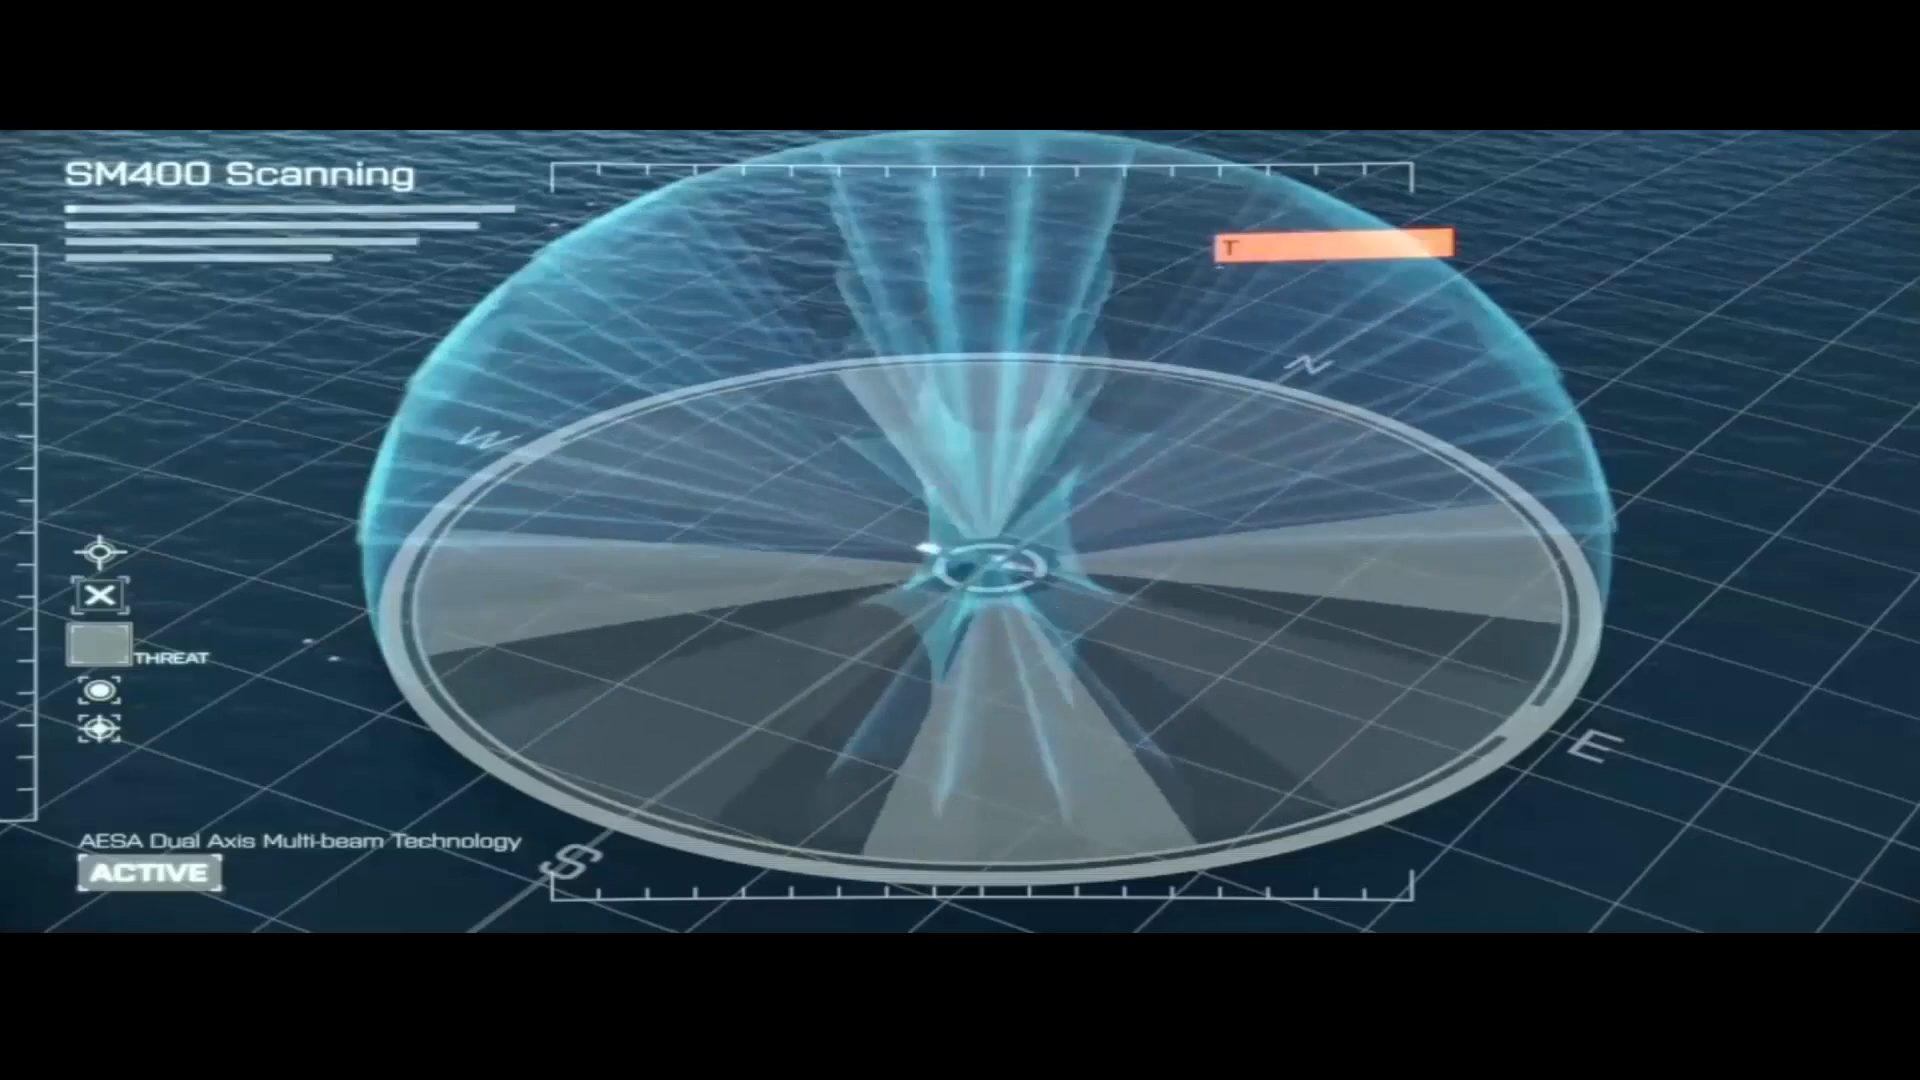 SM400 Scanning
T
N
W
THREAT
E
AESA Dual Axis Multi-beam Technology
S
ACTIVE